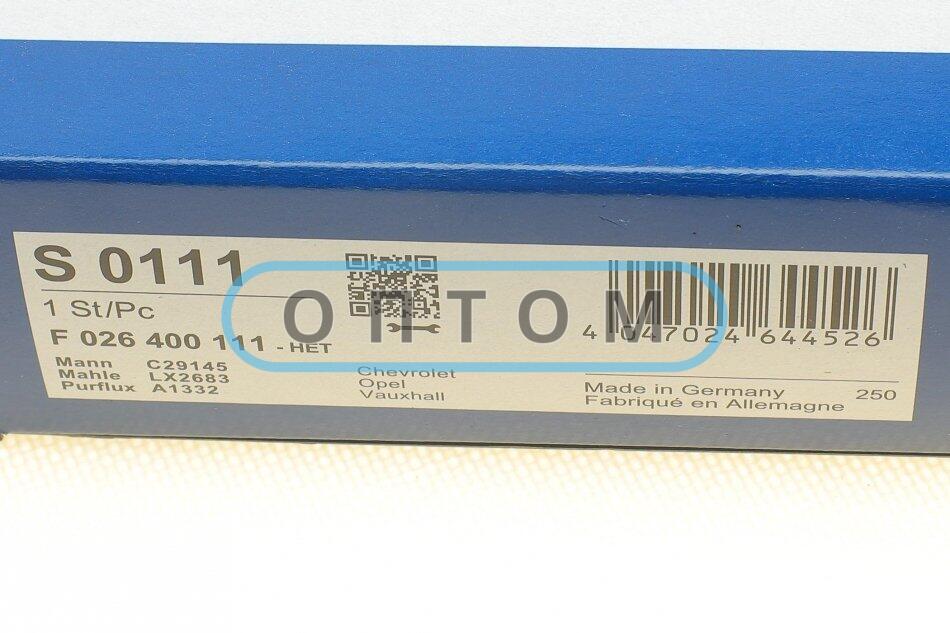 S 0111
1 St/Pc
F 026 400 111 - HET
Mann C29145
Mahle LX2683
Purflux A1332
Chevrolet
Opel
Vauxhall
4 047024 644526
Made in Germany 250
Fabriqué en Allemagne
ОПТОМ